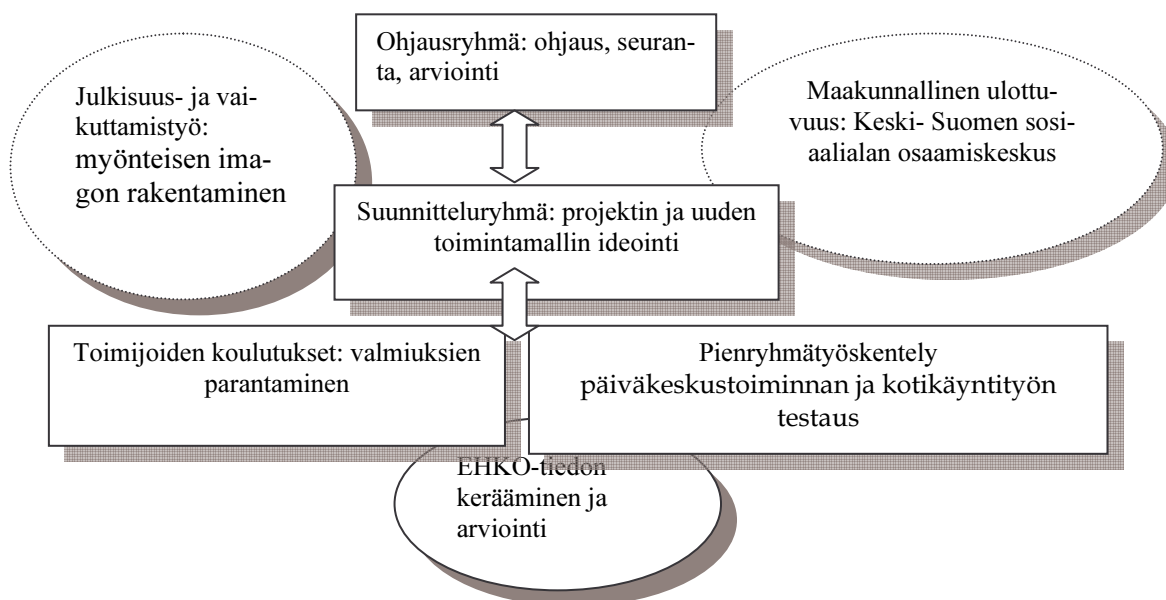 Ohjausryhmä: ohjaus, seuran-
ta, arviointi
Julkisuus- ja vai-
kuttamistyö:
myönteisen ima-
gon rakentaminen
Maakunnallinen ulottu-
vuus: Keski- Suomen sosi-
aalialan osaamiskeskus
Suunnitteluryhmä: projektin ja uuden
toimintamallin ideointi
Toimijoiden koulutukset: valmiuksien
parantaminen
Pienryhmätyöskentely
päiväkeskustoiminnan ja kotikäyntityön
testaus
EHKO-tiedon
kerääminen ja
arviointi